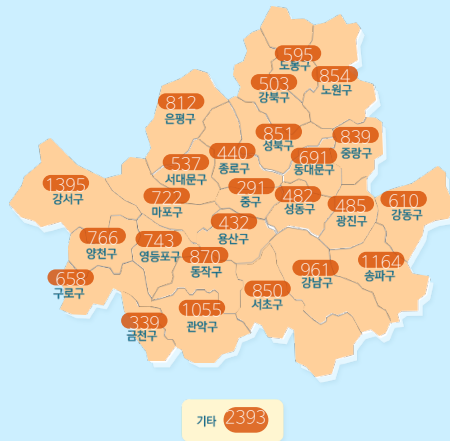 595
도봉구
503
강북구
854
노원구
812
은평구
851
성북구
839
중랑구
440
종로구
691
동대문구
537
서대문구
1395
강서구
722
마포구
291
중구
482
성동구
485
광진구
610
강동구
432
용산구
766
양천구
743
영등포구
870
동작구
961
강남구
1164
송파구
658
구로구
850
서초구
339
금천구
1055
관악구
기타 2393